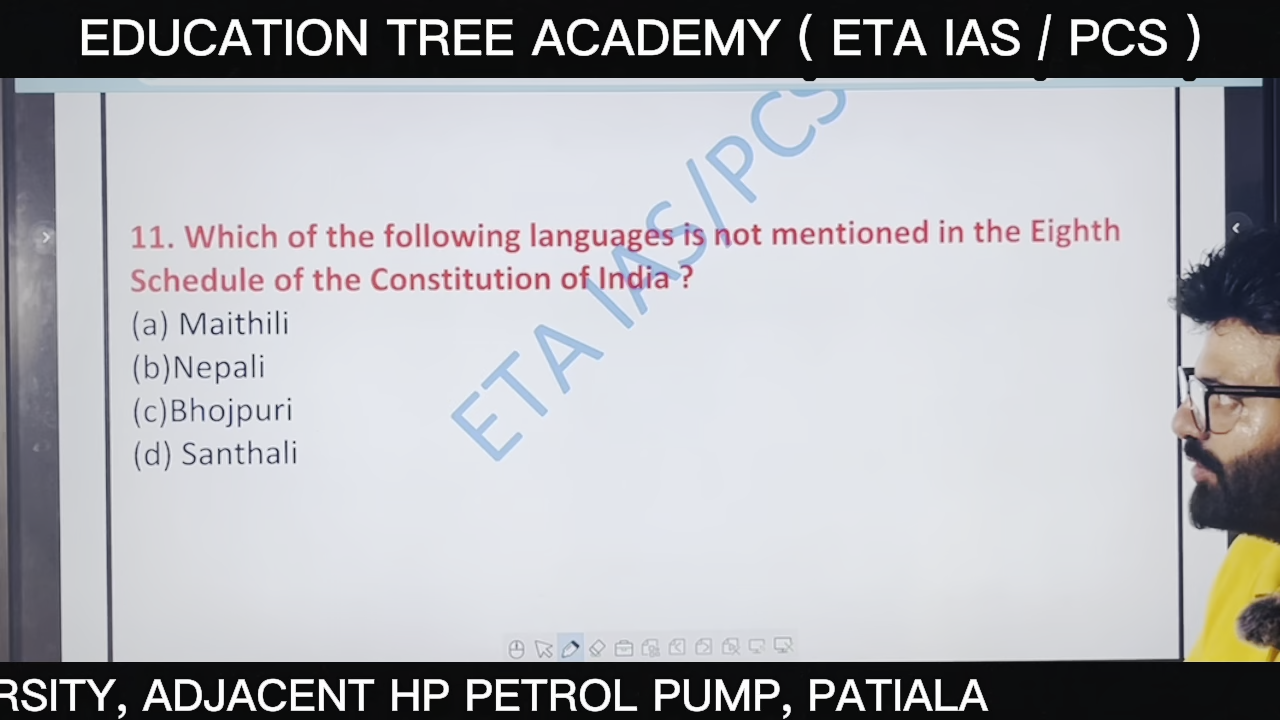 EDUCATION TREE ACADEMY ( ETA IAS / PCS )
ETA IAS/PCS
11. Which of the following languages is not mentioned in the Eighth
Schedule of the Constitution of India ?
(a) Maithili
(b)Nepali
(c)Bhojpuri
(d) Santhali
RSITY, ADJACENT HP PETROL PUMP, PATIALA